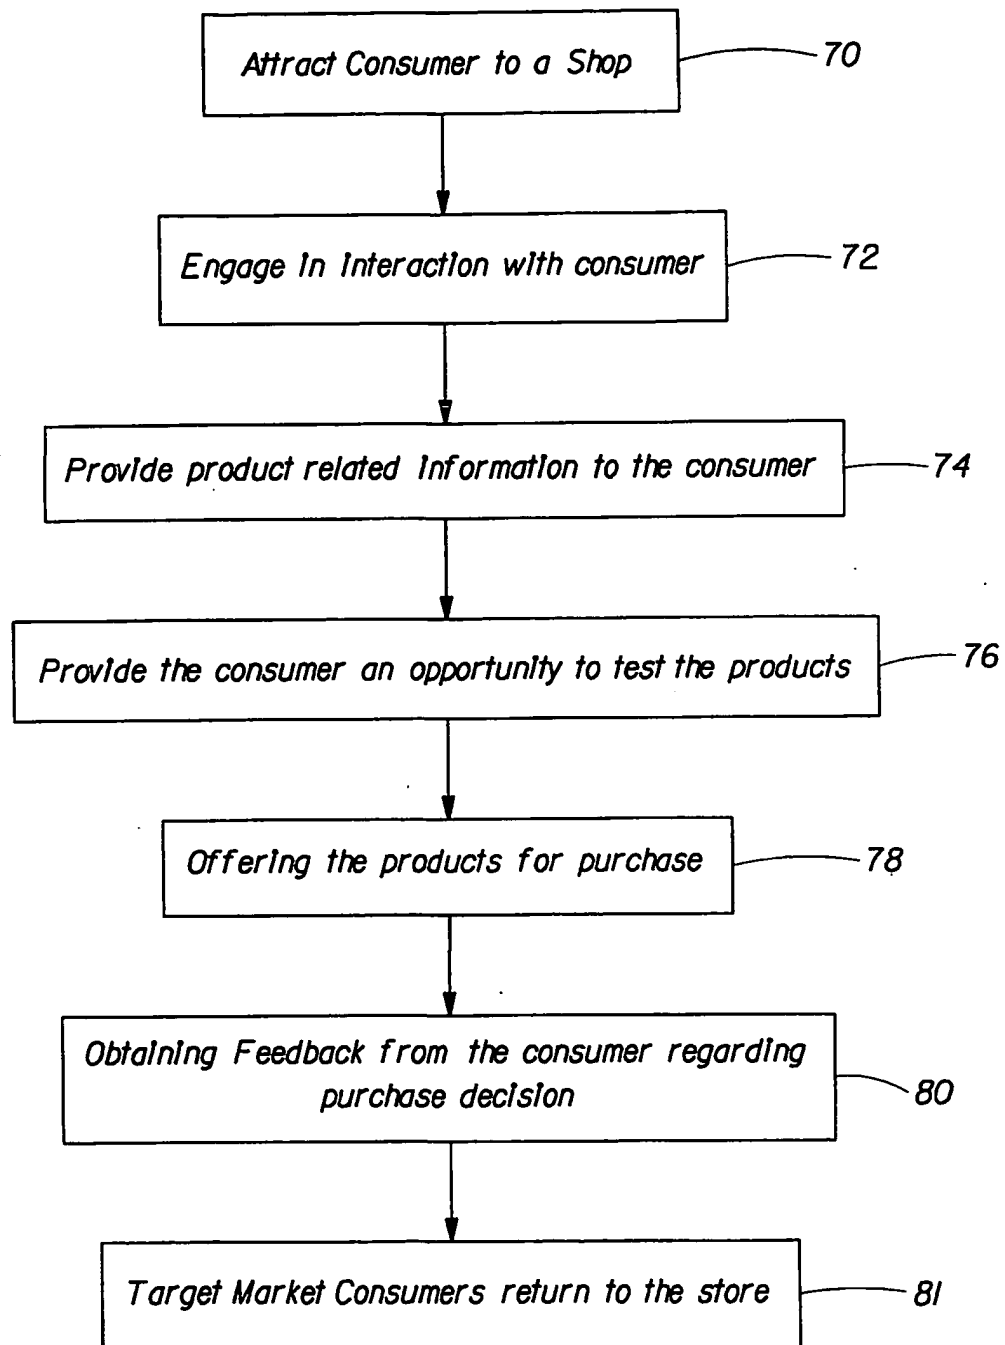 Attract Consumer to a Shop
70
Engage in interaction with consumer
72
Provide product related information to the consumer
74
Provide the consumer an opportunity to test the products
76
Offering the products for purchase
78
Obtaining Feedback from the consumer regarding
purchase decision
80
Target Market Consumers return to the store
81